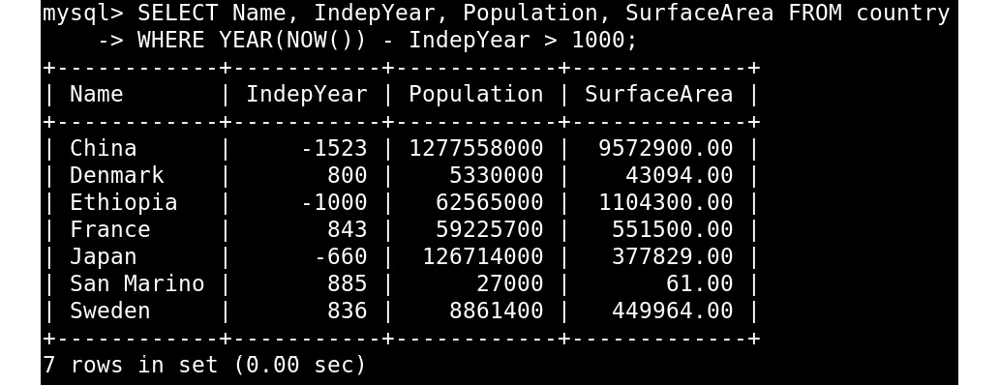 mysql> SELECT Name, IndepYear, Population, SurfaceArea FROM country
    -> WHERE YEAR(NOW()) - IndepYear > 1000;
+------------+-----------+------------+-------------+
| Name       | IndepYear | Population | SurfaceArea |
+------------+-----------+------------+-------------+
| China      |     -1523 | 1277558000 |  9572900.00 |
| Denmark    |       800 |    5330000 |    43094.00 |
| Ethiopia   |     -1000 |   62565000 |  1104300.00 |
| France     |       843 |   59225700 |   551500.00 |
| Japan      |      -660 |  126714000 |   377829.00 |
| San Marino |       885 |      27000 |       61.00 |
| Sweden     |       836 |    8861400 |   449964.00 |
+------------+-----------+------------+-------------+
7 rows in set (0.00 sec)